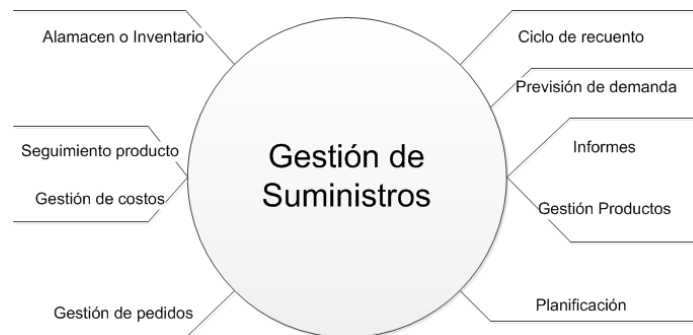 Alamacen o Inventario
Seguimiento producto
Gestión de costos
Gestión de pedidos
Gestión de
Suministros
Ciclo de recuento
Previsión de demanda
Informes
Gestión Productos
Planificación